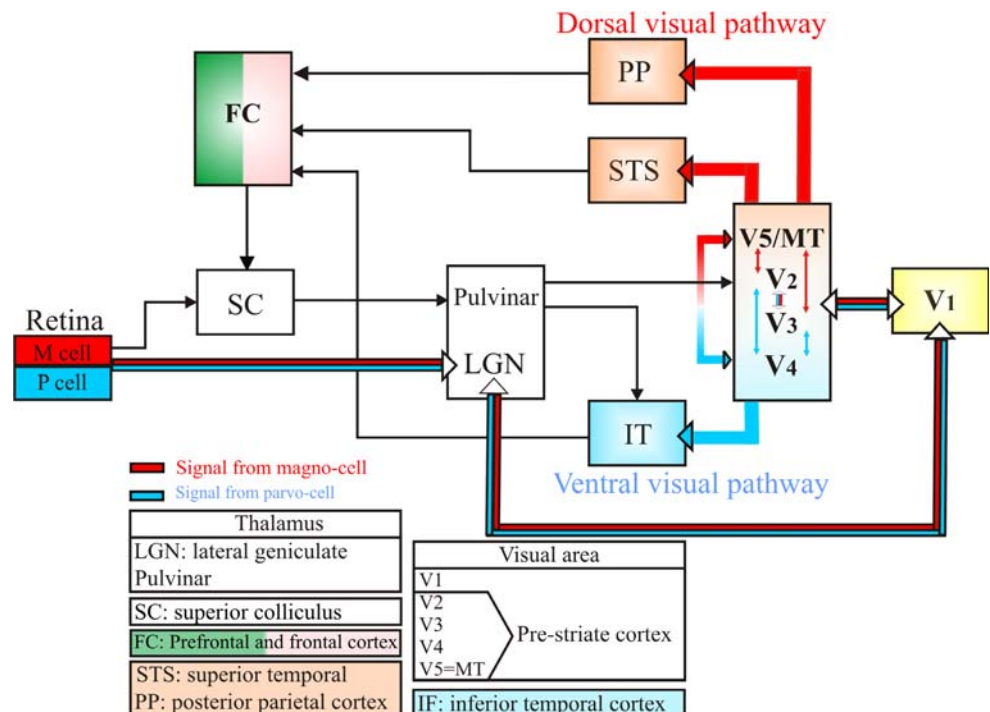 Dorsal visual pathway
PP
FC
STS
V5/MT
V2
V3
V4
V1
SC
Pulvinar
LGN
Retina
M cell
P cell
IT
Ventral visual pathway
Signal from magno-cell
Signal from parvo-cell
Thalamus
LGN: lateral geniculate
Pulvinar
SC: superior colliculus
FC: Prefrontal and frontal cortex
STS: superior temporal
PP: posterior parietal cortex
Visual area
V1
V2
V3
V4
V5=MT
Pre-striate cortex
IF: inferior temporal cortex